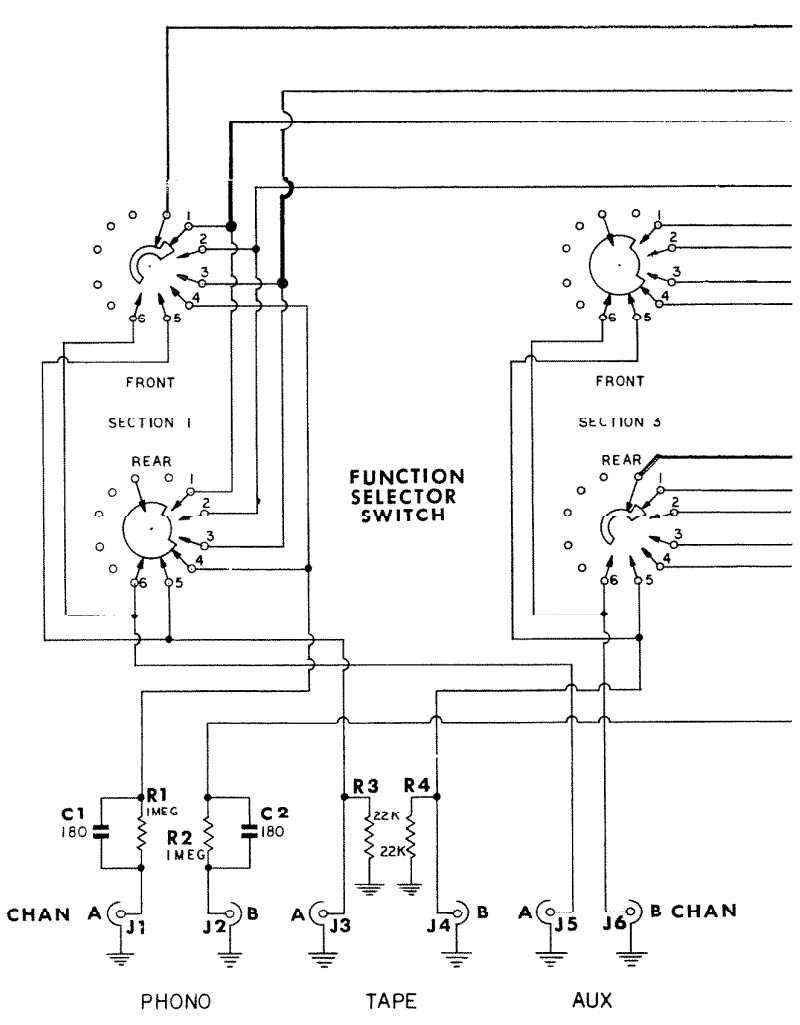 1
2
3
4
6 5
FRONT
SECTION 1
REAR
1
2
3
4
6 5
FUNCTION
SELECTOR
SWITCH
1
2
3
4
6 5
FRONT
SECTION 3
REAR
1
2
3
4
6 5
C1
180
R1
1MEG
R2
1MEG
C2
180
R3
22K
R4
22K
CHAN A J1
J2 B
A J3
J4 B
A J5
J6 B CHAN
PHONO TAPE AUX